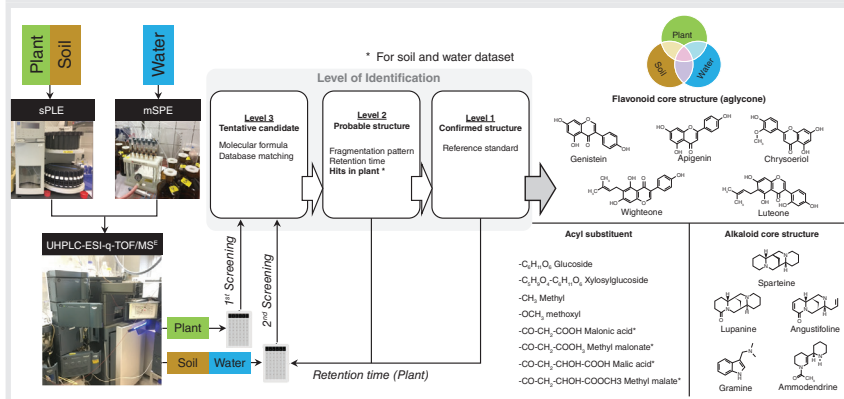 Plant
Soil
Water
sPLE
mSPE
UHPLC-ESI-q-TOF/MSᴱ
Plant
Soil
Water
1st Screening
2nd Screening
* For soil and water dataset
Level of Identification
Level 3
Tentative candidate
Molecular formula
Database matching
Level 2
Probable structure
Fragmentation pattern
Retention time
Hits in plant *
Level 1
Confirmed structure
Reference standard
Retention time (Plant)
Plant
Soil
Water
Flavonoid core structure (aglycone)
Genistein
Apigenin
Chrysoeriol
Wighteone
Luteone
Acyl substituent
-C₆H₁₁O₆ Glucoside
-C₅H₉O₄-C₆H₁₁O₆ Xylosylglucoside
-CH₃ Methyl
-OCH₃ methoxyl
-CO-CH₂-COOH Malonic acid*
-CO-CH₂-COOH₃ Methyl malonate*
-CO-CH₂-CHOH-COOH Malic acid*
-CO-CH₂-CHOH-COOCH3 Methyl malate*
Alkaloid core structure
Sparteine
Lupanine
Angustifoline
Gramine
Ammodendrine